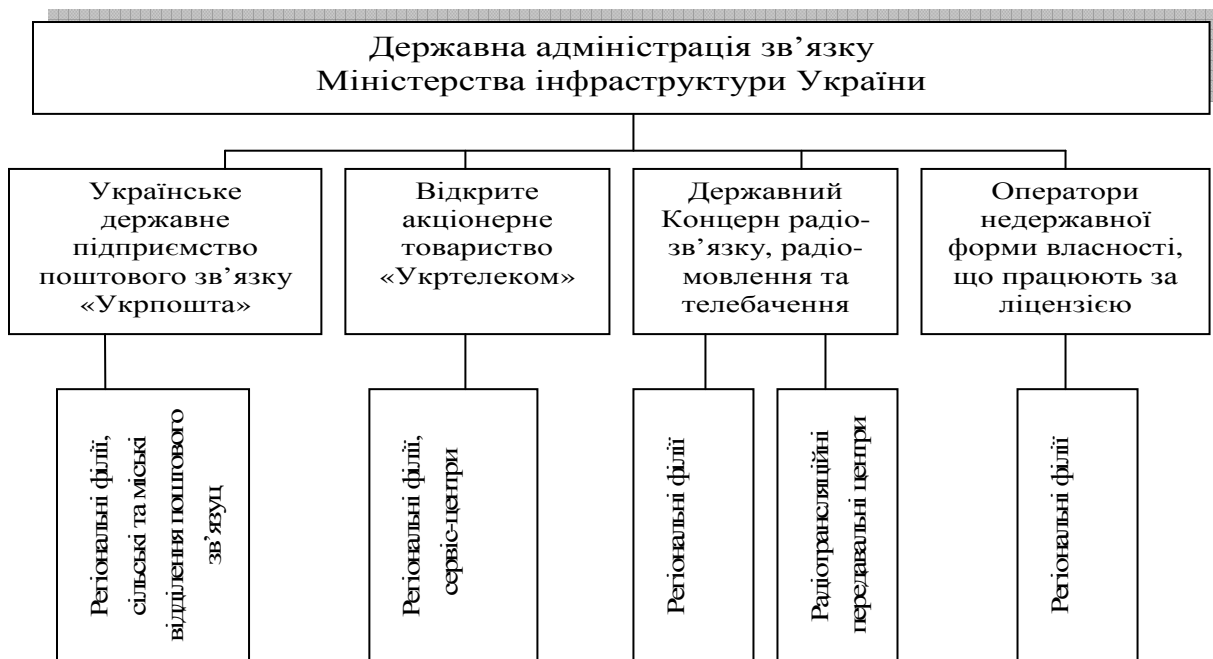 Державна адміністрація зв’язку
Міністерства інфраструктури України
Українське
державне
підприємство
поштового зв’язку
«Укрпошта»
Відкрите
акціонерне
товариство
«Укртелеком»
Державний
Концерн радіо-
зв’язку, радіо-
мовлення та
телебачення
Оператори
недержавної
форми власності,
що працюють за
ліцензією
Регіональні філії,
сільські та міські
відділення поштового
зв’язуц
Регіональні філії,
сервіс-центри
Регіональні філії
Радіотрансляційні
передавальні центри
Регіональні філії